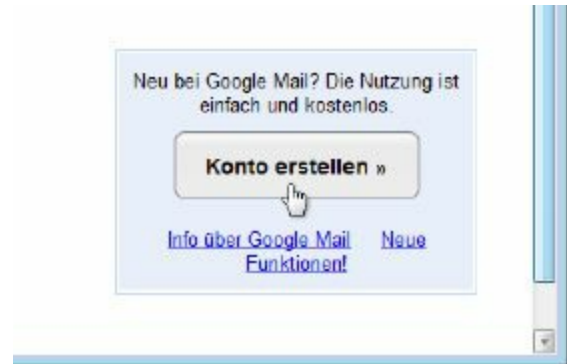 Neu bei Google Mail? Die Nutzung ist
einfach und kostenlos.
Konto erstellen »
Info über Google Mail Neue
Funktionen!